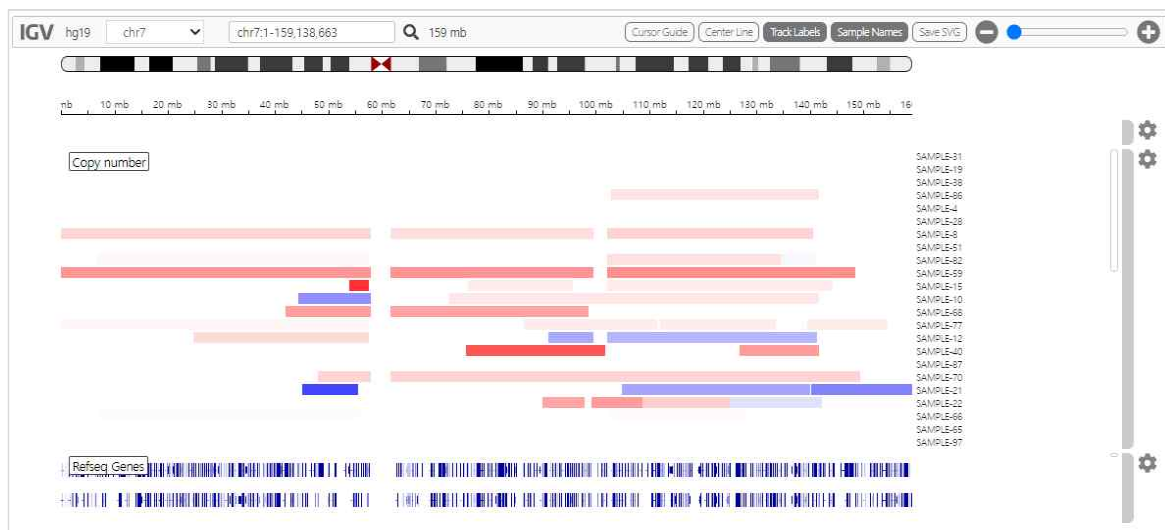 IGV hg19 chr7 chr7:1-159,138,663 159 mb Cursor Guide Center Line Track Labels Sample Names Save SVG
nb 10 mb 20 mb 30 mb 40 mb 50 mb 60 mb 70 mb 80 mb 90 mb 100 mb 110 mb 120 mb 130 mb 140 mb 150 mb 16
Copy number
SAMPLE-31
SAMPLE-19
SAMPLE-38
SAMPLE-86
SAMPLE-4
SAMPLE-28
SAMPLE-8
SAMPLE-51
SAMPLE-82
SAMPLE-59
SAMPLE-15
SAMPLE-10
SAMPLE-68
SAMPLE-77
SAMPLE-12
SAMPLE-40
SAMPLE-87
SAMPLE-70
SAMPLE-21
SAMPLE-22
SAMPLE-66
SAMPLE-65
SAMPLE-97
Refseq Genes